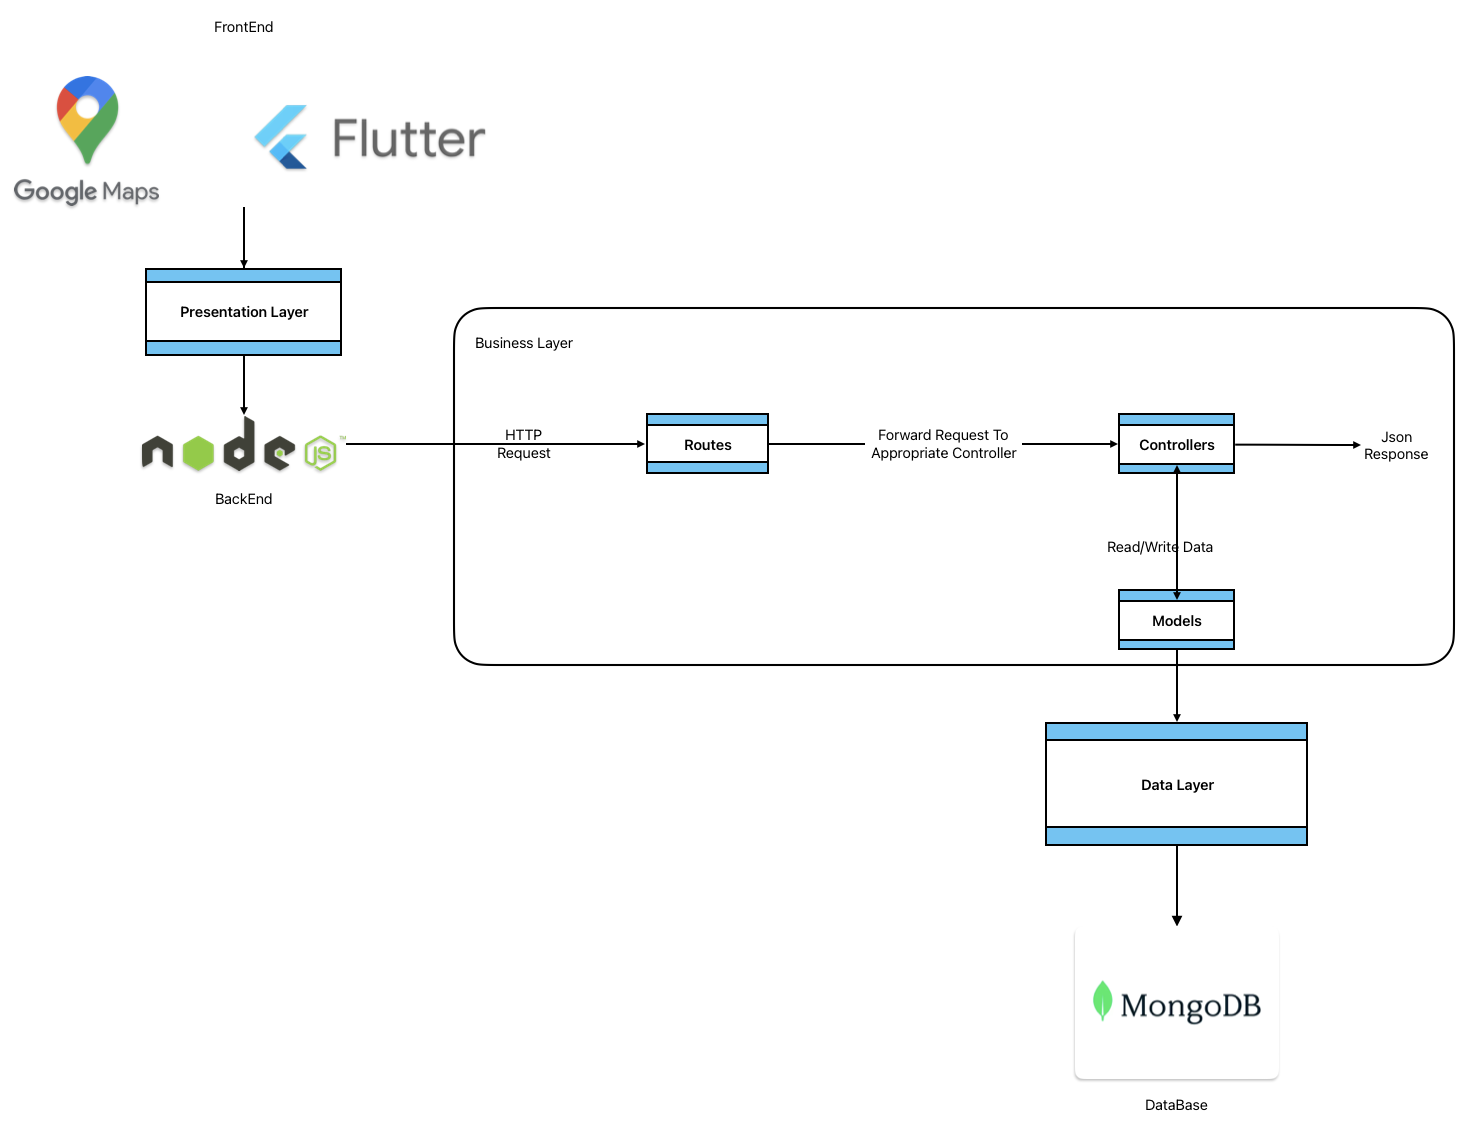 FrontEnd
Flutter
Google Maps
Presentation Layer
Business Layer
HTTP
Request
Routes
Forward Request To
Appropriate Controller
Controllers
Json
Response
node
JS
™
BackEnd
Read/Write Data
Models
Data Layer
MongoDB
DataBase